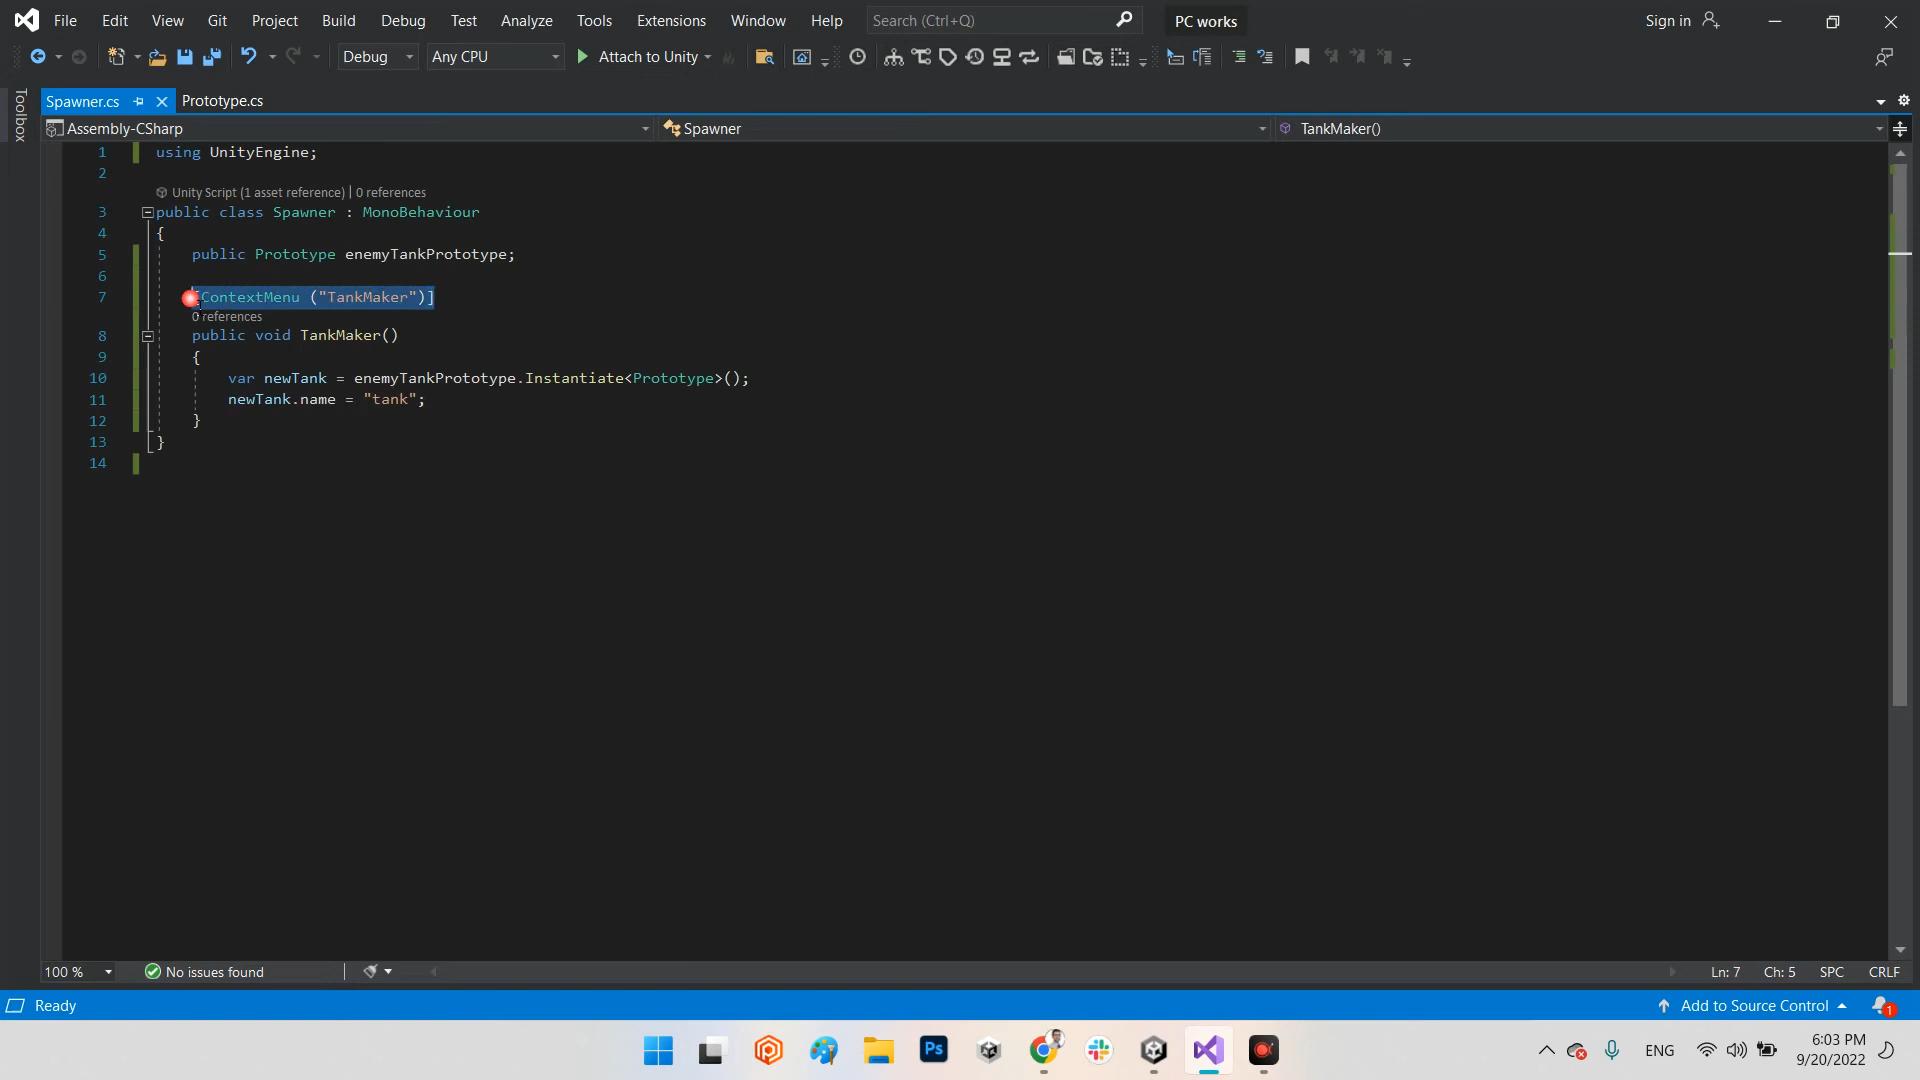 File Edit View Git Project Build Debug Test Analyze Tools Extensions Window Help Search (Ctrl+Q) PC works Sign in
Debug Any CPU Attach to Unity
Toolbox
Spawner.cs Prototype.cs
Assembly-CSharp Spawner TankMaker()
1 using UnityEngine;
2
Unity Script (1 asset reference) | 0 references
3 public class Spawner : MonoBehaviour
4 {
5 public Prototype enemyTankPrototype;
6
7 [ContextMenu ("TankMaker")]
0 references
8 public void TankMaker()
9 {
10 var newTank = enemyTankPrototype.Instantiate<Prototype>();
11 newTank.name = "tank";
12 }
13 }
14
100 % No issues found Ln: 7 Ch: 5 SPC CRLF
Ready Add to Source Control 1
Ps ENG 6:03 PM
9/20/2022